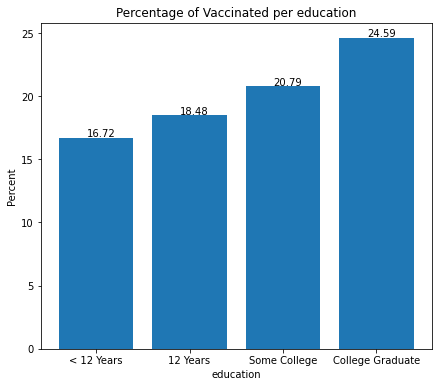 Percentage of Vaccinated per education
25
20
15
10
5
0
Percent
16.72
18.48
20.79
24.59
< 12 Years
12 Years
Some College
College Graduate
education